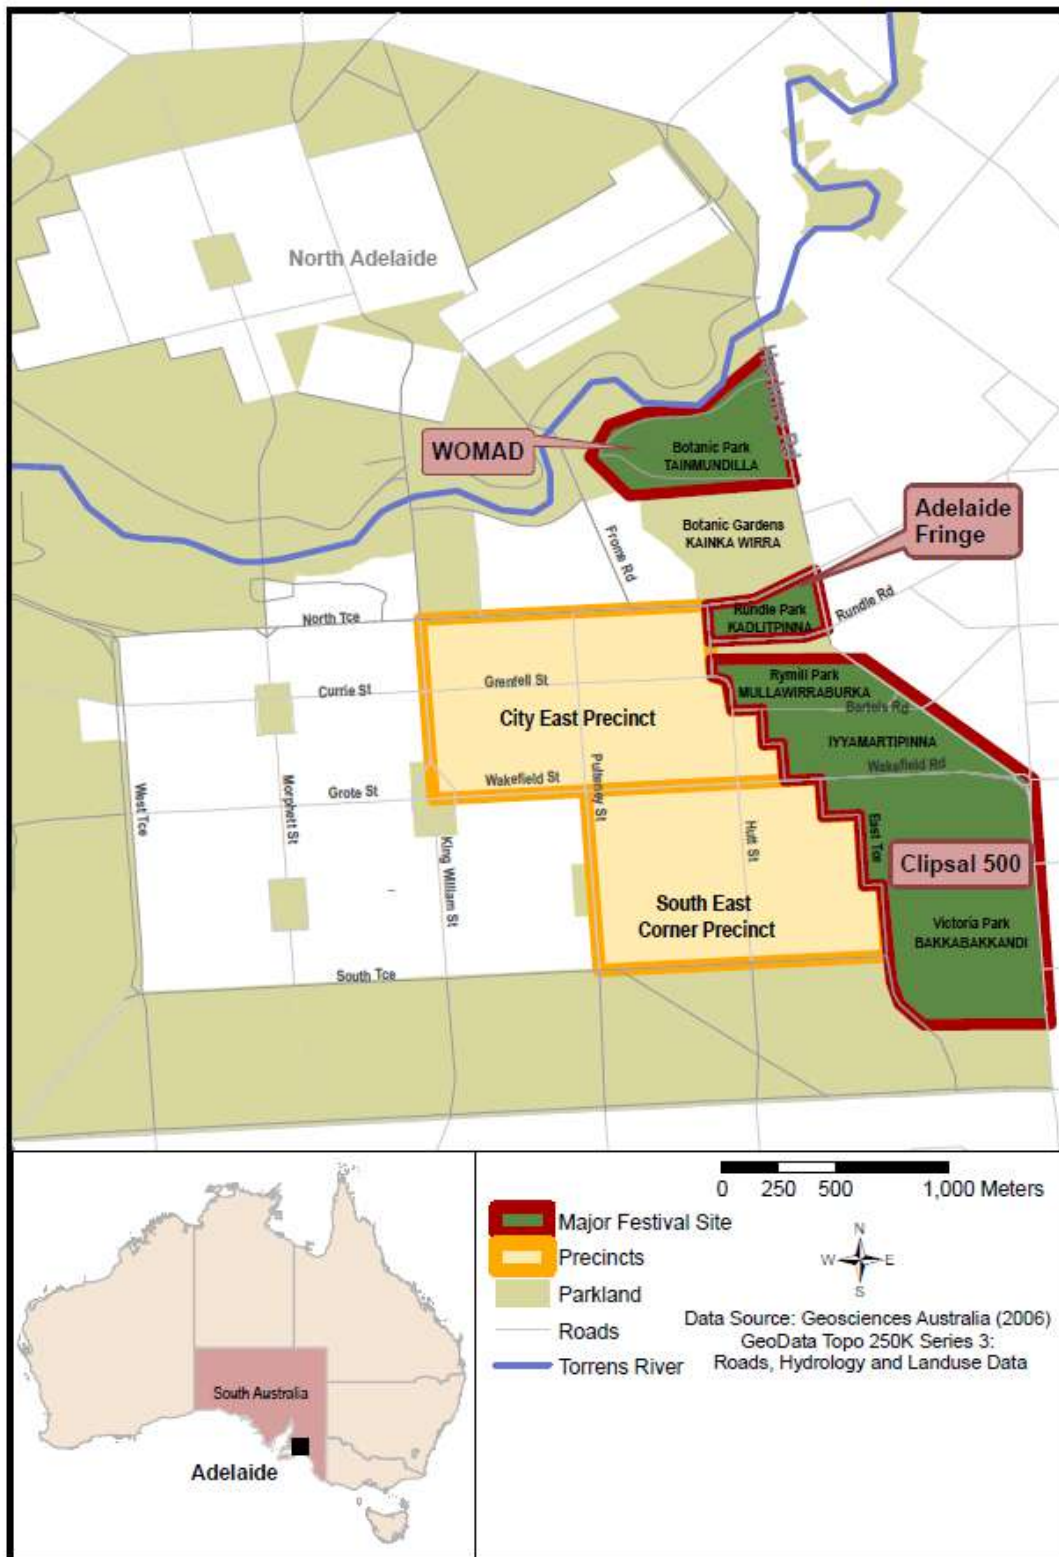 North Adelaide
Hackney Rd
WOMAD
Botanic Park
TAINMUNDILLA
Adelaide
Fringe
Botanic Gardens
KAINKA WIRRA
Frome Rd
Rundle Rd
North Tce
Rundle Park
KADLITPINNA
Currie St
Grenfell St
Rymill Park
MULLAWIRRABURKA
Bartels Rd
City East Precinct
IYYAMARTIPINNA
Wakefield Rd
Wakefield St
Grote St
West Tce
Morphett St
King William St
Pulteney St
Hutt St
East Tce
Clipsal 500
South East
Corner Precinct
Victoria Park
BAKKABAKKANDI
South Tce
South Australia
Adelaide
0 250 500 1,000 Meters
Major Festival Site
Precincts
Parkland
Roads
Torrens River
N
W E
S
Data Source: Geosciences Australia (2006)
GeoData Topo 250K Series 3:
Roads, Hydrology and Landuse Data